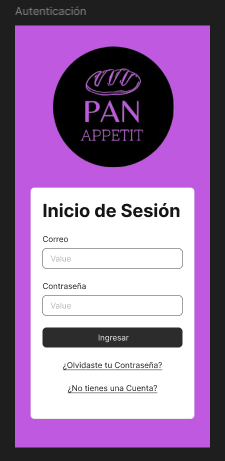 Autenticación
PAN
APPETIT
Inicio de Sesión
Correo
Value
Contraseña
Value
Ingresar
¿Olvidaste tu Contraseña?
¿No tienes una Cuenta?